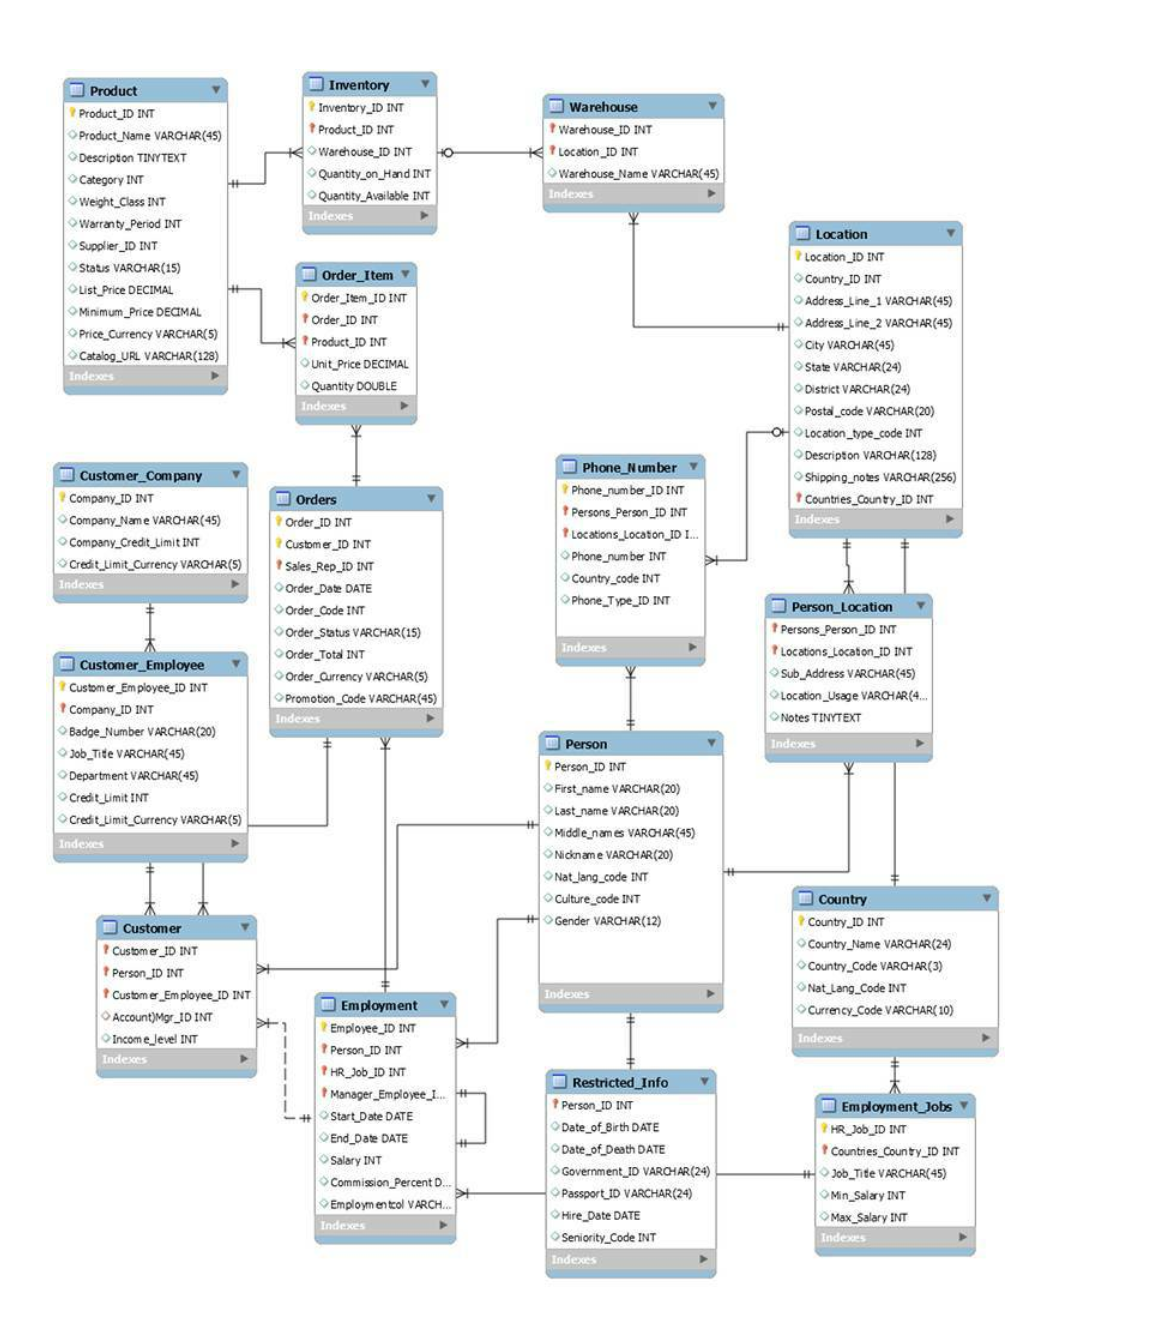 Product
Product_ID INT
Product_Name VARCHAR(45)
Description TINYTEXT
Category INT
Weight_Class INT
Warranty_Period INT
Supplier_ID INT
Status VARCHAR(15)
List_Price DECIMAL
Minimum_Price DECIMAL
Price_Currency VARCHAR(5)
Catalog_URL VARCHAR(128)
Indexes
Inventory
Inventory_ID INT
Product_ID INT
Warehouse_ID INT
Quantity_on_Hand INT
Quantity_Available INT
Indexes
Warehouse
Warehouse_ID INT
Location_ID INT
Warehouse_Name VARCHAR(45)
Indexes
Order_Item
Order_Item_ID INT
Order_ID INT
Product_ID INT
Unit_Price DECIMAL
Quantity DOUBLE
Indexes
Location
Location_ID INT
Country_ID INT
Address_Line_1 VARCHAR(45)
Address_Line_2 VARCHAR(45)
City VARCHAR(45)
State VARCHAR(24)
District VARCHAR(24)
Postal_code VARCHAR(20)
Location_type_code INT
Description VARCHAR(128)
Shipping_notes VARCHAR(256)
Countries_Country_ID INT
Indexes
Customer_Company
Company_ID INT
Company_Name VARCHAR(45)
Company_Credit_Limit INT
Credit_Limit_Currency VARCHAR(5)
Indexes
Orders
Order_ID INT
Customer_ID INT
Sales_Rep_ID INT
Order_Date DATE
Order_Code INT
Order_Status VARCHAR(15)
Order_Total INT
Order_Currency VARCHAR(5)
Promotion_Code VARCHAR(45)
Indexes
Phone_Number
Phone_number_ID INT
Persons_Person_ID INT
Locations_Location_ID I...
Phone_number INT
Country_code INT
Phone_Type_ID INT
Indexes
Person_Location
Persons_Person_ID INT
Locations_Location_ID INT
Sub_Address VARCHAR(45)
Location_Usage VARCHAR(4...
Notes TINYTEXT
Indexes
Customer_Employee
Customer_Employee_ID INT
Company_ID INT
Badge_Number VARCHAR(20)
Job_Title VARCHAR(45)
Department VARCHAR(45)
Credit_Limit INT
Credit_Limit_Currency VARCHAR(5)
Indexes
Person
Person_ID INT
First_name VARCHAR(20)
Last_name VARCHAR(20)
Middle_names VARCHAR(45)
Nickname VARCHAR(20)
Nat_lang_code INT
Culture_code INT
Gender VARCHAR(12)
Indexes
Country
Country_ID INT
Country_Name VARCHAR(24)
Country_Code VARCHAR(3)
Nat_Lang_Code INT
Currency_Code VARCHAR(10)
Indexes
Customer
Customer_ID INT
Person_ID INT
Customer_Employee_ID INT
Account)Mgr_ID INT
Income_level INT
Indexes
Employment
Employee_ID INT
Person_ID INT
HR_Job_ID INT
Manager_Employee_I...
Start_Date DATE
End_Date DATE
Salary INT
Commission_Percent D...
Employmentcol VARCH...
Indexes
Restricted_Info
Person_ID INT
Date_of_Birth DATE
Date_of_Death DATE
Government_ID VARCHAR(24)
Passport_ID VARCHAR(24)
Hire_Date DATE
Seniority_Code INT
Indexes
Employment_Jobs
HR_Job_ID INT
Countries_Country_ID INT
Job_Title VARCHAR(45)
Min_Salary INT
Max_Salary INT
Indexes